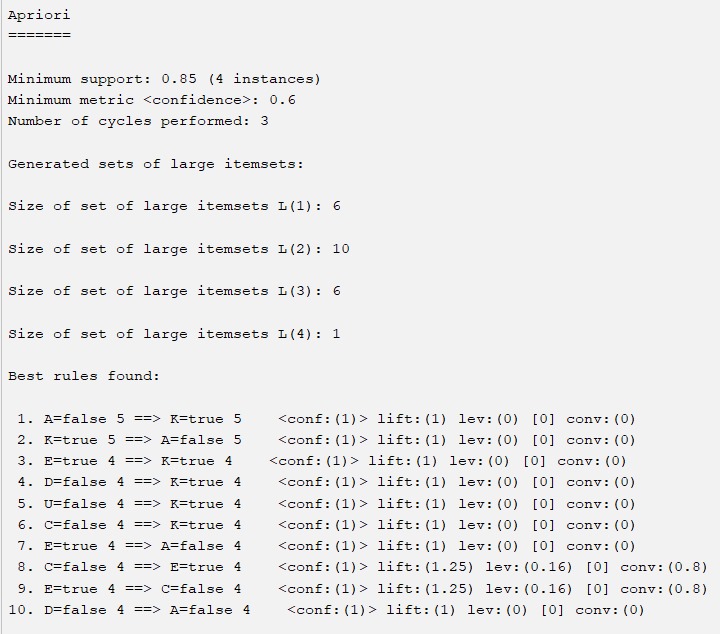 Apriori
=======
Minimum support: 0.85 (4 instances)
Minimum metric <confidence>: 0.6
Number of cycles performed: 3
Generated sets of large itemsets:
Size of set of large itemsets L(1): 6
Size of set of large itemsets L(2): 10
Size of set of large itemsets L(3): 6
Size of set of large itemsets L(4): 1
Best rules found:
1. A=false 5 ==> K=true 5 <conf:(1)> lift:(1) lev:(0) [0] conv:(0)
2. K=true 5 ==> A=false 5 <conf:(1)> lift:(1) lev:(0) [0] conv:(0)
3. E=true 4 ==> K=true 4 <conf:(1)> lift:(1) lev:(0) [0] conv:(0)
4. D=false 4 ==> K=true 4 <conf:(1)> lift:(1) lev:(0) [0] conv:(0)
5. U=false 4 ==> K=true 4 <conf:(1)> lift:(1) lev:(0) [0] conv:(0)
6. C=false 4 ==> K=true 4 <conf:(1)> lift:(1) lev:(0) [0] conv:(0)
7. E=true 4 ==> A=false 4 <conf:(1)> lift:(1) lev:(0) [0] conv:(0)
8. C=false 4 ==> E=true 4 <conf:(1)> lift:(1.25) lev:(0.16) [0] conv:(0.8)
9. E=true 4 ==> C=false 4 <conf:(1)> lift:(1.25) lev:(0.16) [0] conv:(0.8)
10. D=false 4 ==> A=false 4 <conf:(1)> lift:(1) lev:(0) [0] conv:(0)